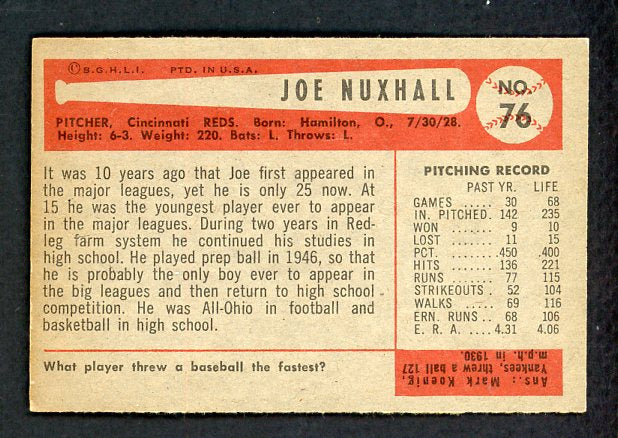 © B.G.H.L.I. PTD. IN U.S.A.
JOE NUXHALL
NO.
76
PITCHER, Cincinnati REDS. Born: Hamilton, O., 7/30/28.
Height: 6-3. Weight: 220. Bats: L. Throws: L.
It was 10 years ago that Joe first appeared in
the major leagues, yet he is only 25 now. At
15 he was the youngest player ever to appear
in the major leagues. During two years in Red-
leg farm system he continued his studies in
high school. He played prep ball in 1946, so that
he is probably the only boy ever to appear in
the big leagues and then return to high school
competition. He was All-Ohio in football and
basketball in high school.
PITCHING RECORD
PAST YR. LIFE
GAMES ..... 30 68
IN. PITCHED. 142 235
WON ....... 9 10
LOST ...... 11 15
PCT. ...... .450 .400
HITS ...... 136 221
RUNS ...... 77 115
STRIKEOUTS . 52 104
WALKS ..... 69 116
ERN. RUNS .. 68 106
E. R. A. .... 4.31 4.06
What player threw a baseball the fastest?
Ans.: Mark Koenig,
Yankees, threw a ball 127
m.p.h. in 1930.